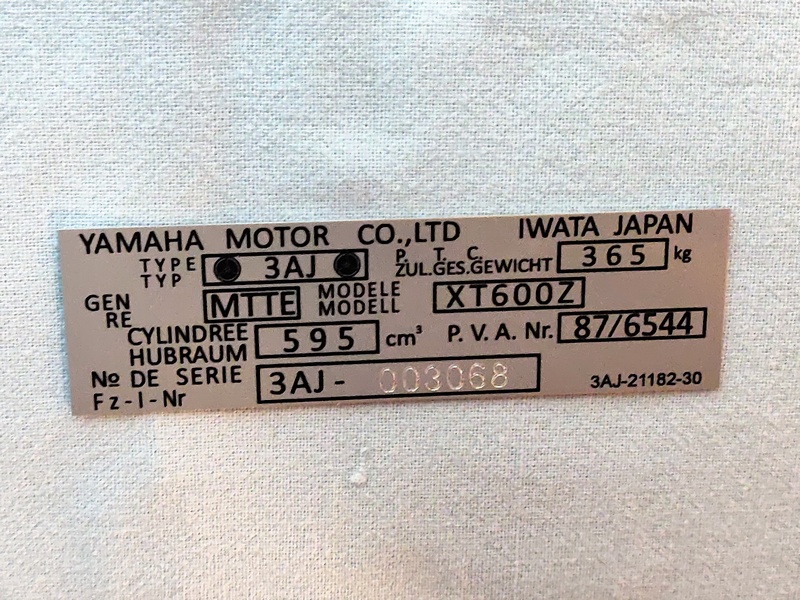 YAMAHA MOTOR CO.,LTD IWATA JAPAN
TYPE 3AJ P. T. C. 365 kg
TYP ZUL.GES.GEWICHT
GEN MTTE MODELE XT600Z
RE MODELL
CYLINDREE 595 cm³ P. V. A. Nr. 87/6544
HUBRAUM
No DE SERIE 3AJ- 003068 3AJ-21182-30
Fz-I-Nr